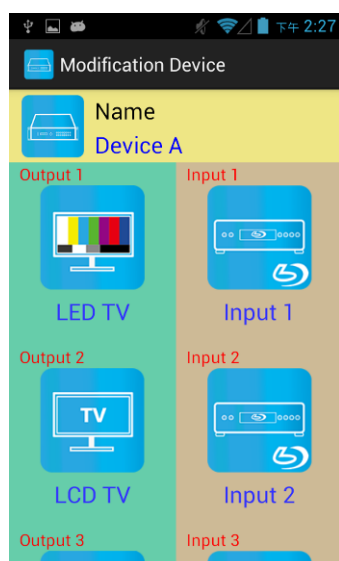 下午 2:27
Modification Device
Name
Device A
Output 1
Input 1
LED TV
Input 1
Output 2
Input 2
TV
LCD TV
Input 2
Output 3
Input 3